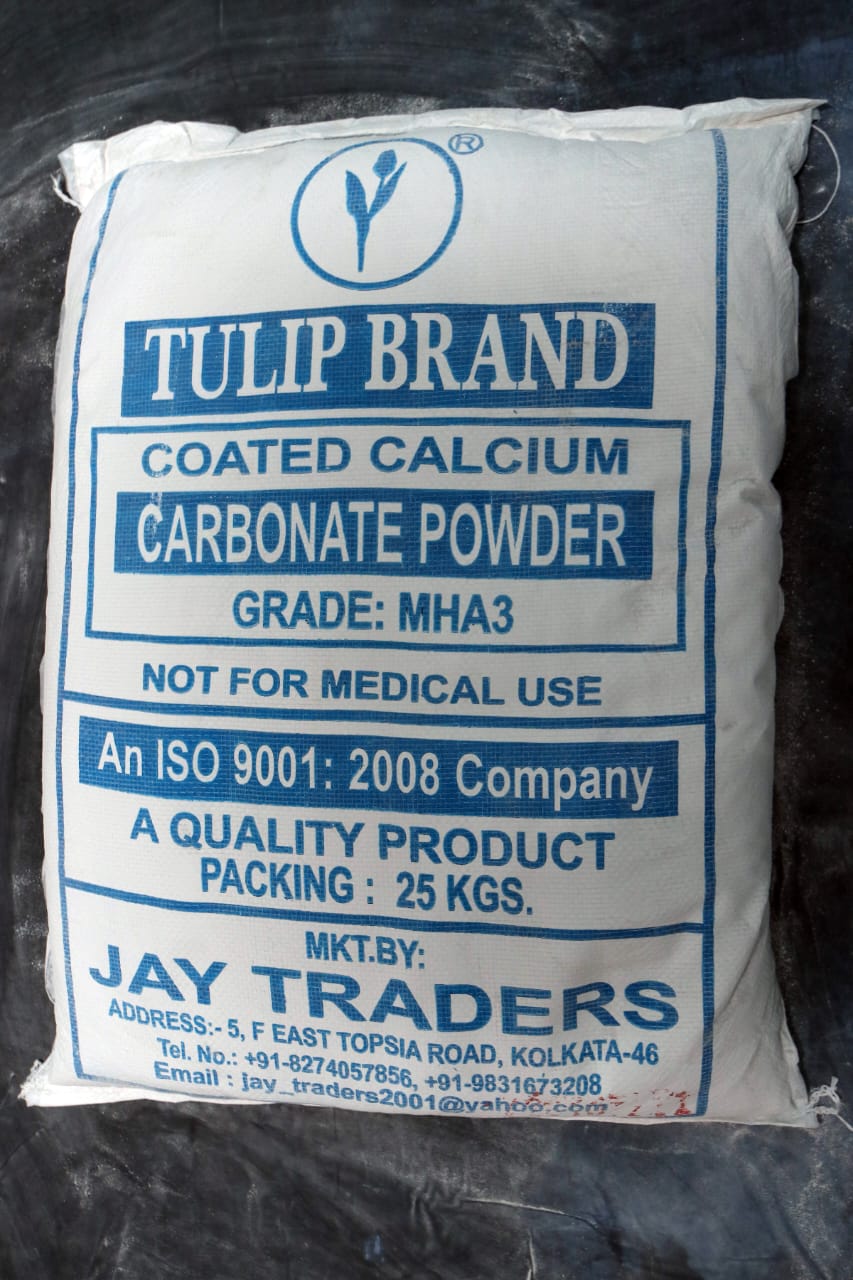 ®
TULIP BRAND
COATED CALCIUM
CARBONATE POWDER
GRADE: MHA3
NOT FOR MEDICAL USE
An ISO 9001: 2008 Company
A QUALITY PRODUCT
PACKING : 25 KGS.
MKT.BY:
JAY TRADERS
ADDRESS:- 5, F EAST TOPSIA ROAD, KOLKATA-46
Tel. No.: +91-8274057856, +91-9831673208
Email : jay_traders2001@yahoo.com